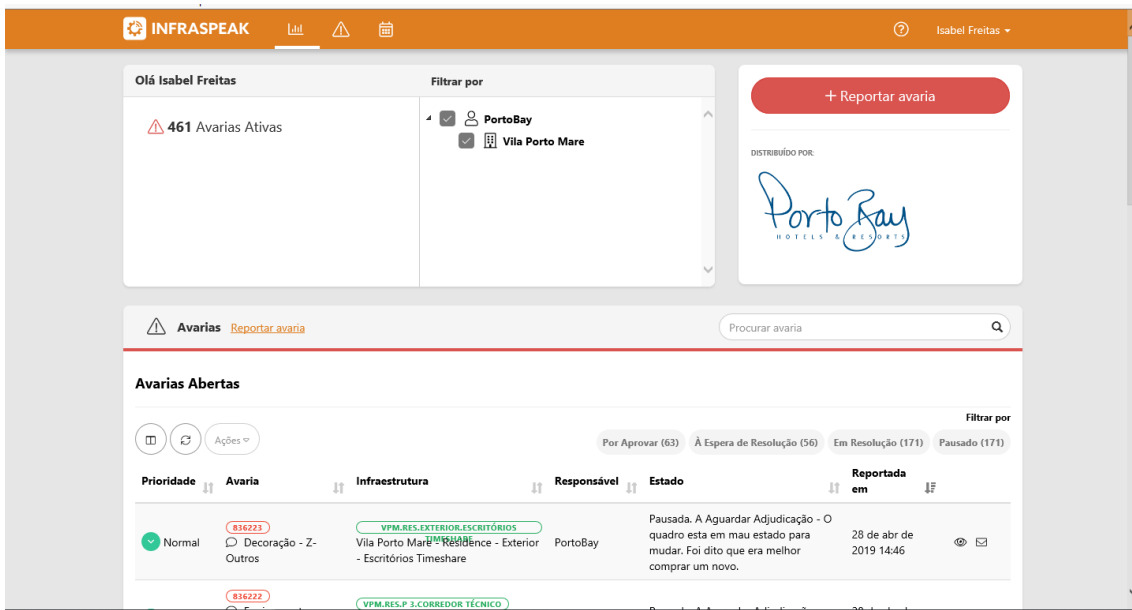 INFRASPEAK
Isabel Freitas
Olá Isabel Freitas
Filtrar por
461 Avarias Ativas
PortoBay
Vila Porto Mare
+ Reportar avaria
DISTRIBUÍDO POR:
Porto Bay
HOTELS & RESORTS
Avarias Reportar avaria
Procurar avaria
Avarias Abertas
Filtrar por
Ações
Por Aprovar (63) À Espera de Resolução (56) Em Resolução (171) Pausado (171)
Prioridade Avaria Infraestrutura Responsável Estado Reportada em
Normal
836223
Decoração - Z-
Outros
VPM.RES.EXTERIOR.ESCRITÓRIOS
TIMESHARE
Vila Porto Mare - Residence - Exterior
- Escritórios Timeshare
PortoBay
Pausada. A Aguardar Adjudicação - O
quadro esta em mau estado para
mudar. Foi dito que era melhor
comprar um novo.
28 de abr de
2019 14:46
836222
VPM.RES.P 3.CORREDOR TÉCNICO